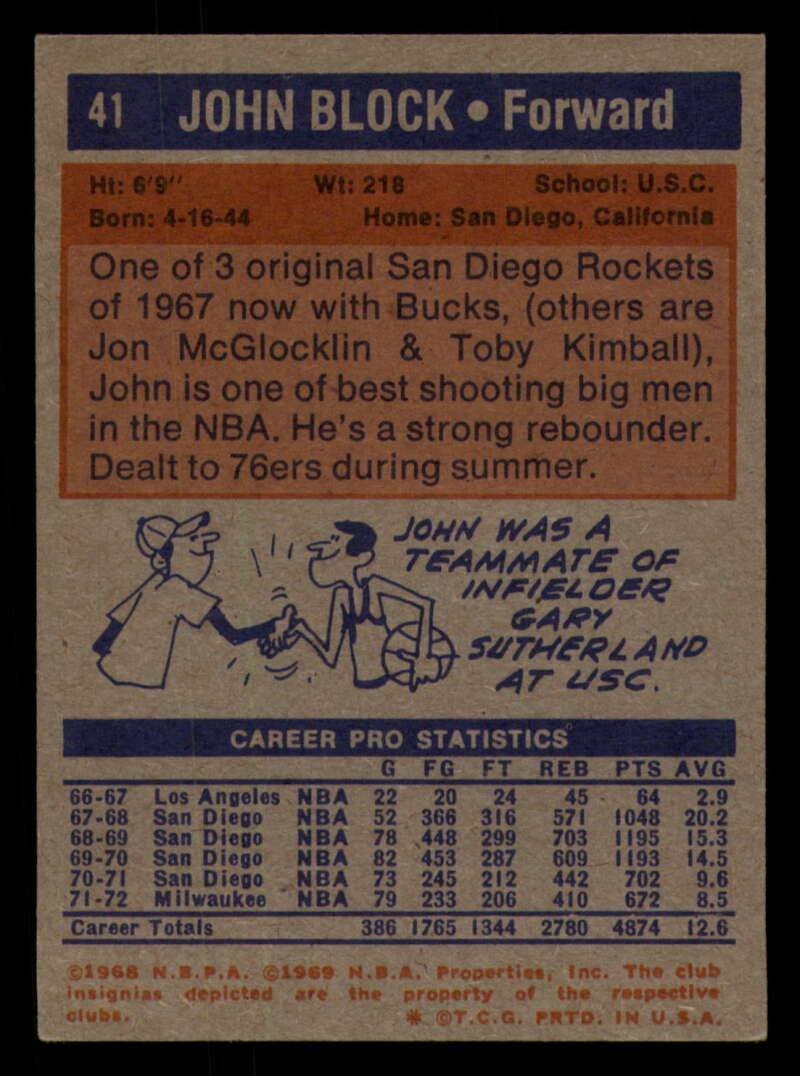 41 JOHN BLOCK • Forward
Ht: 6'9" Wt: 218 School: U.S.C.
Born: 4-16-44 Home: San Diego, California
One of 3 original San Diego Rockets
of 1967 now with Bucks, (others are
Jon McGlocklin & Toby Kimball),
John is one of best shooting big men
in the NBA. He's a strong rebounder.
Dealt to 76ers during summer.
JOHN WAS A
TEAMMATE OF
INFIELDER
GARY
SUTHERLAND
AT USC.
CAREER PRO STATISTICS
G FG FT REB PTS AVG
66-67 Los Angeles NBA 22 20 24 45 64 2.9
67-68 San Diego NBA 52 366 316 571 1048 20.2
68-69 San Diego NBA 78 448 299 703 1195 15.3
69-70 San Diego NBA 82 453 287 609 1193 14.5
70-71 San Diego NBA 73 245 212 442 702 9.6
71-72 Milwaukee NBA 79 233 206 410 672 8.5
Career Totals 386 1765 1344 2780 4874 12.6
©1968 N.B.P.A. ©1969 N.B.A. Properties, Inc. The club
insignias depicted are the property of the respective
clubs. * ©T.C.G. PRTD. IN U.S.A.